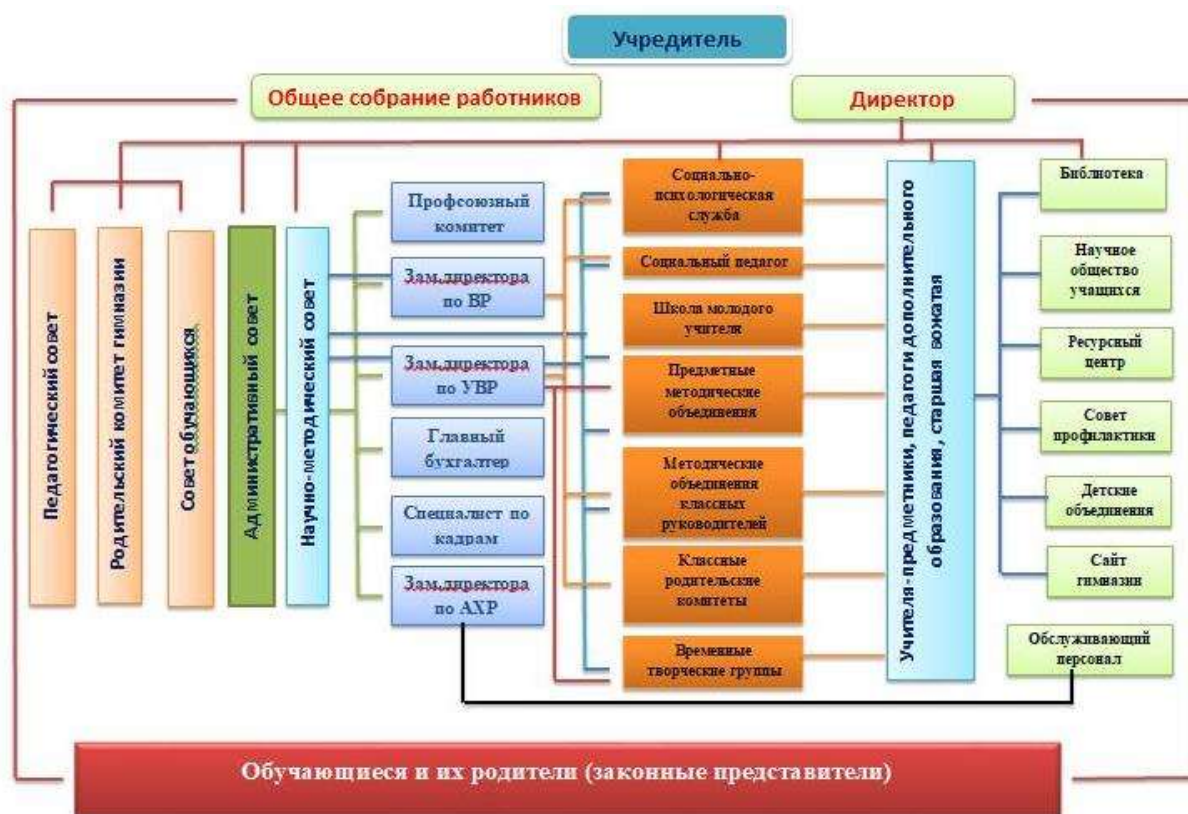 Учредитель
Общее собрание работников
Директор
Педагогический совет
Родительский комитет гимназии
Совет обучающихся
Административный совет
Научно-методический совет
Профсоюзный
комитет
Зам.директора
по ВР
Зам.директора
по УВР
Главный
бухгалтер
Специалист по
кадрам
Зам.директора
по АХР
Социально-
психологическая
служба
Социальный педагог
Школа молодого
учителя
Предметные
методические
объединения
Методические
объединения
классных
руководителей
Классные
родительские
комитеты
Временные
творческие группы
Учителя-предметники, педагоги дополнительного
образования, старшая вожатая
Библиотека
Научное
общество
учащихся
Ресурсный
центр
Совет
профилактики
Детские
объединения
Сайт
гимназии
Обслуживающий
персонал
Обучающиеся и их родители (законные представители)